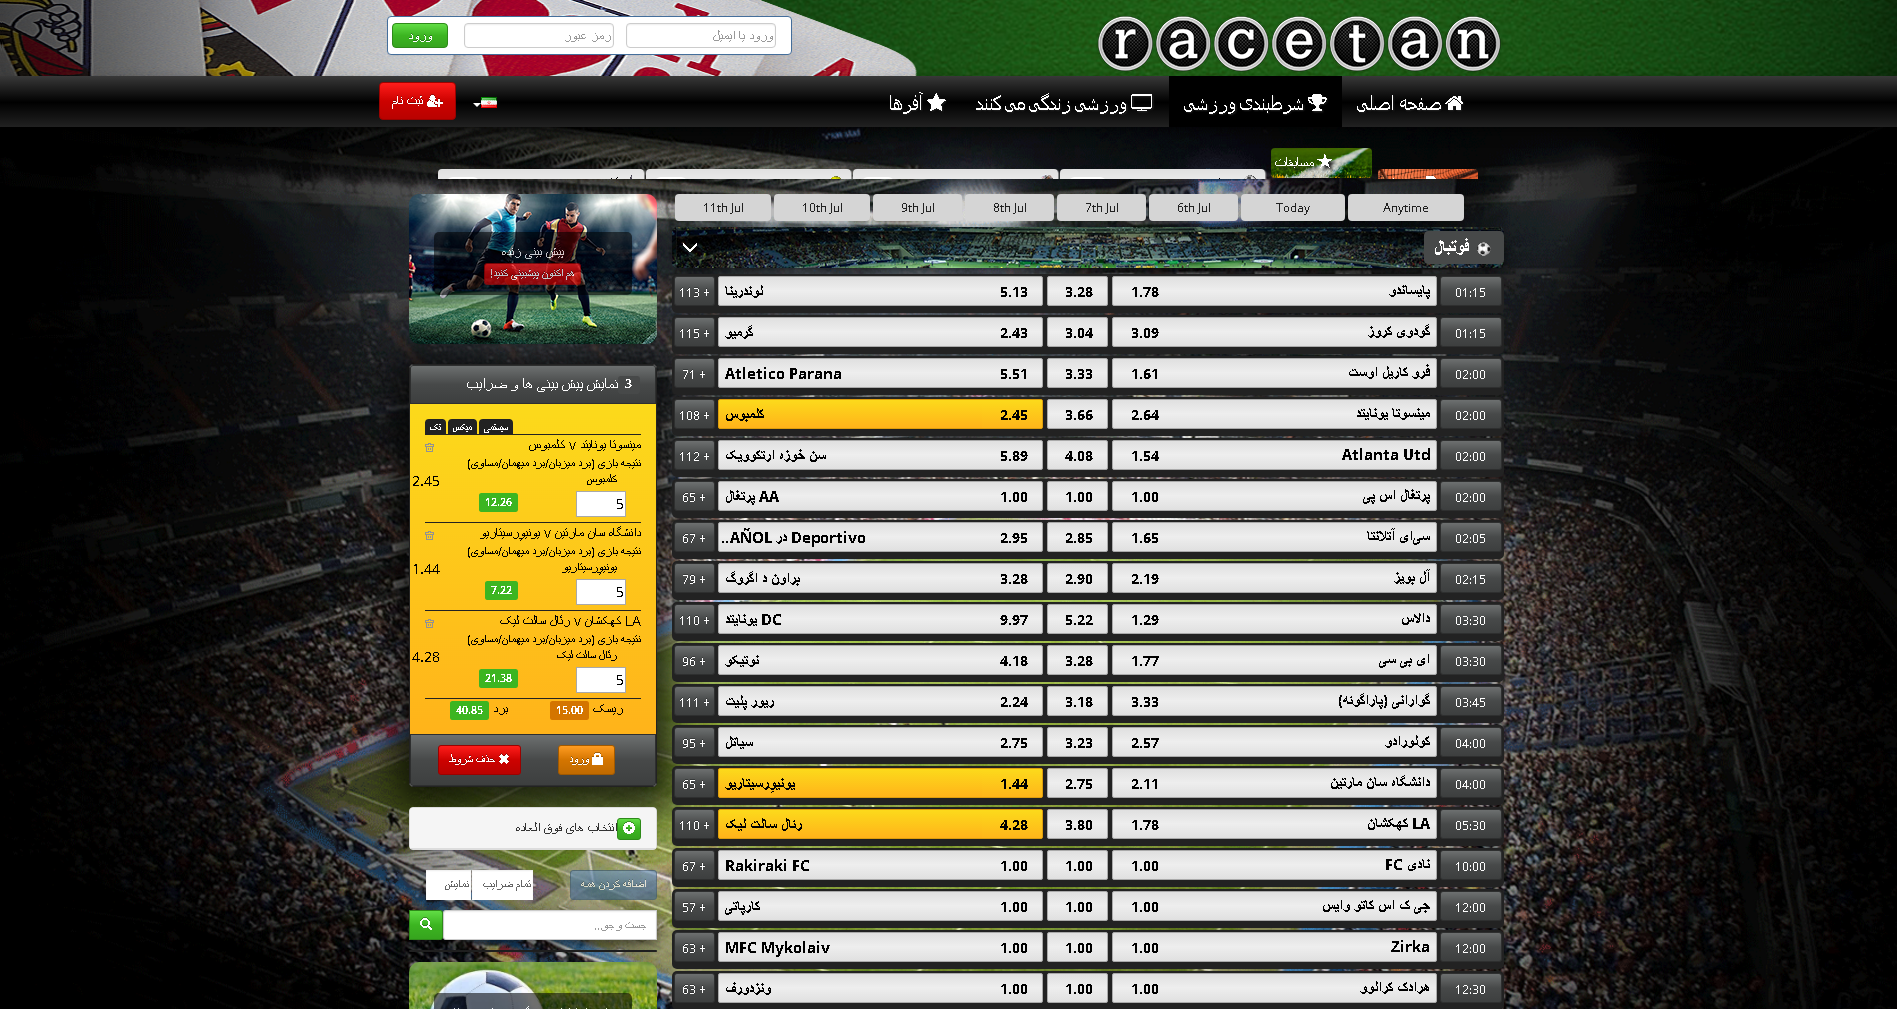 racetan
ورود با ایمیل
رمز عبور
ورود
صفحه اصلی
شرطبندی ورزشی
ورزشی زندگی می کنند
آفرها
ثبت نام
مسابقات
Anytime
Today
6th Jul
7th Jul
8th Jul
9th Jul
10th Jul
11th Jul
فوتبال
01:15 پایساندو 1.78 3.28 5.13 لوندرینا 113 +
01:15 گودوی کروز 3.09 3.04 2.43 گرمیو 115 +
02:00 فرو کاریل اوست 1.61 3.33 5.51 Atletico Parana 71 +
02:00 مینسوتا یونایتد 2.64 3.66 2.45 کلمبوس 108 +
02:00 Atlanta Utd 1.54 4.08 5.89 سن خوزه ارتکوویک 112 +
02:00 پرتغال اس پی 1.00 1.00 1.00 AA پرتغال 65 +
02:05 سی‌ای آتلانتا 1.65 2.85 2.95 Deportivo در AÑOL.. 67 +
02:15 آل بویز 2.19 2.90 3.28 براون د اگروگ 79 +
03:30 دالاس 1.29 5.22 9.97 DC یونایتد 110 +
03:30 ای بی سی 1.77 3.28 4.18 نوتیکو 96 +
03:45 گوارانی (پاراگونه) 3.33 3.18 2.24 ریور پلیت 111 +
04:00 کولورادو 2.57 3.23 2.75 سیاتل 95 +
04:00 دانشگاه سان مارتین 2.11 2.75 1.44 یونیورسیتاریو 65 +
05:30 LA کهکشان 1.78 3.80 4.28 رئال سالت لیک 110 +
10:00 نادی FC 1.00 1.00 1.00 Rakiraki FC 67 +
12:00 جی ک اس کاتو وایس 1.00 1.00 1.00 کارپاتی 57 +
12:00 Zirka 1.00 1.00 1.00 MFC Mykolaiv 63 +
12:30 هرادک کرالوو 1.00 1.00 1.00 ونزدورف 63 +
پیش بینی زنده
هم اکنون پیشبینی کنید!
3 نمایش پیش بینی ها و ضرایب
سیستمی
میکس
تک
مینسوتا یونایتد V کلمبوس
نتیجه بازی (برد میزبان/برد میهمان/مساوی)
کلمبوس
2.45
5
12.26
دانشگاه سان مارتین V یونیورسیتاریو
نتیجه بازی (برد میزبان/برد میهمان/مساوی)
یونیورسیتاریو
1.44
5
7.22
LA کهکشان V رئال سالت لیک
نتیجه بازی (برد میزبان/برد میهمان/مساوی)
رئال سالت لیک
4.28
5
21.38
ریسک 15.00 برد 40.85
ورود
حذف شروط
انتخاب های فوق العاده
اضافه کردن همه
تمام ضرایب
نمایش
جست و جو..